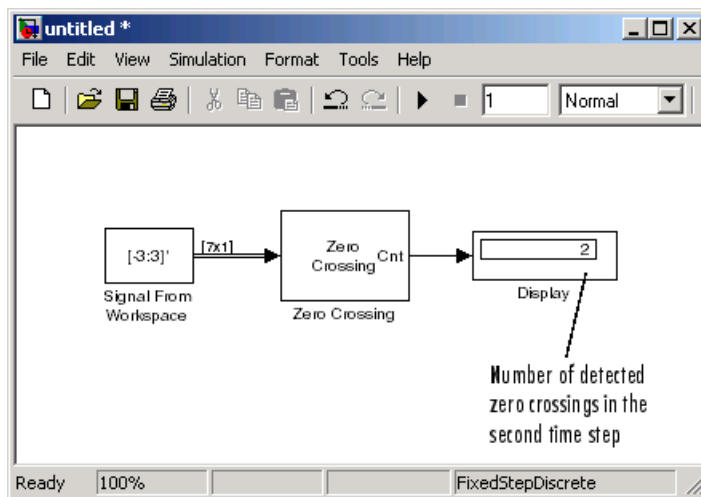 untitled *
File Edit View Simulation Format Tools Help
1 Normal
[-3:3]'
[7x1]
Zero
Crossing
Cnt
2
Signal From
Workspace
Zero Crossing
Display
Number of detected
zero crossings in the
second time step
Ready 100% FixedStepDiscrete